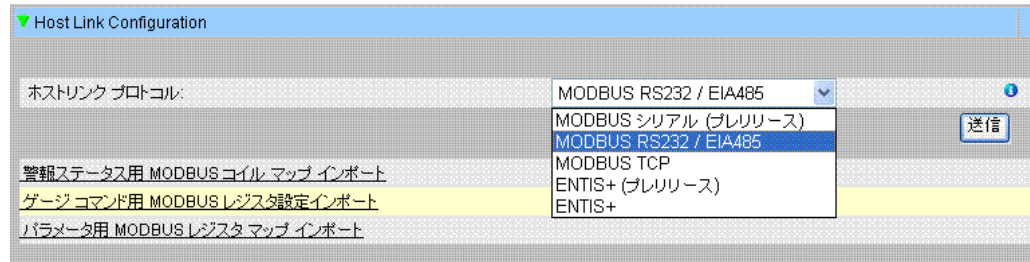 Host Link Configuration
ホストリンク プロトコル:
MODBUS RS232 / EIA485
MODBUS シリアル (プレリリース)
MODBUS RS232 / EIA485
MODBUS TCP
ENTIS+ (プレリリース)
ENTIS+
送信
警報ステータス用 MODBUS コイル マップ インポート
ゲージ コマンド用 MODBUS レジスタ設定インポート
パラメータ用 MODBUS レジスタ マップ インポート